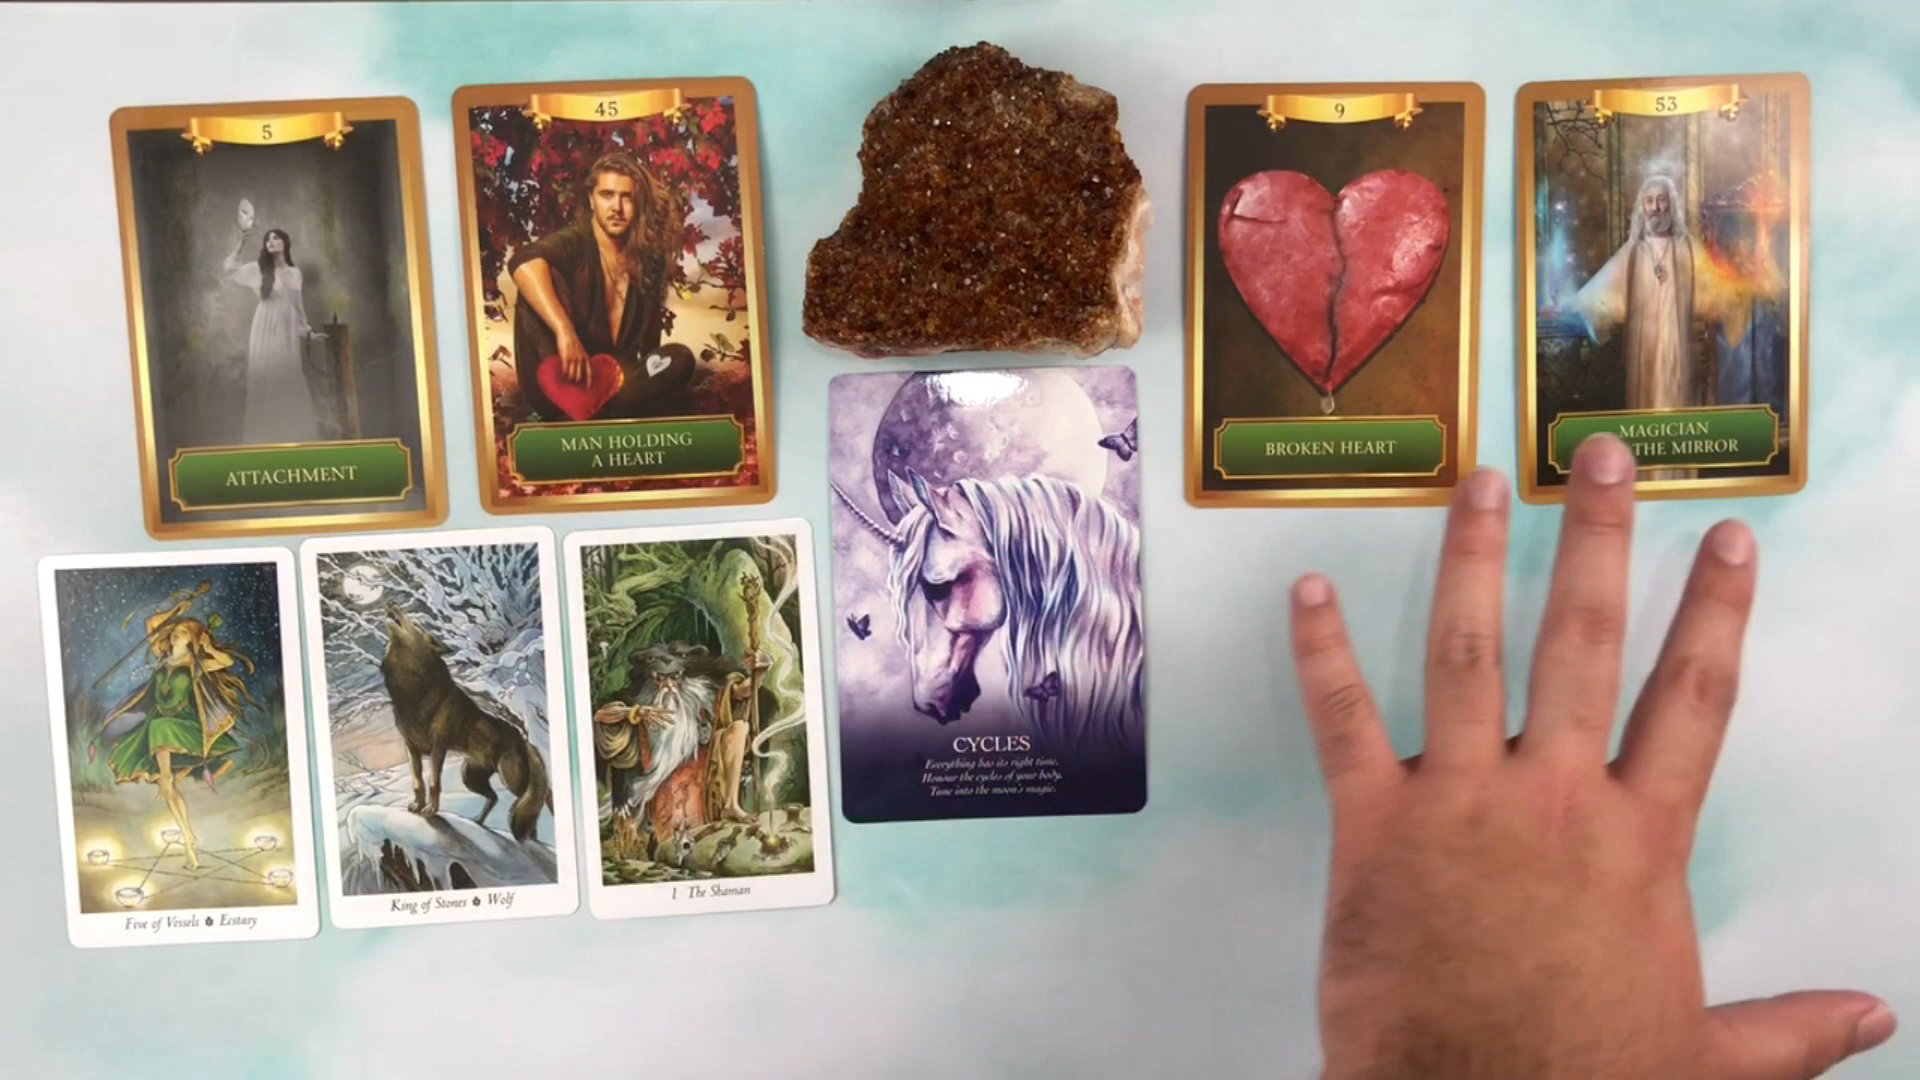 5
ATTACHMENT
45
MAN HOLDING
A HEART
9
BROKEN HEART
53
MAGICIAN
THE MIRROR
Five of Vessels Ecstasy
King of Stones Wolf
1 The Shaman
CYCLES
Everything has its right time.
Honour the cycles of your body.
Tune into the moon's magic.